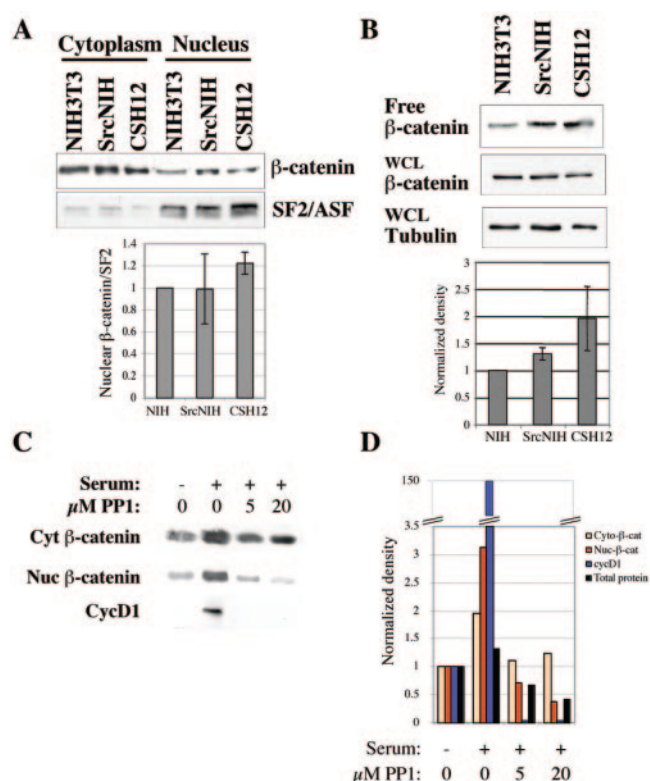 A
Cytoplasm Nucleus
NIH3T3 SrcNIH CSH12 NIH3T3 SrcNIH CSH12
β-catenin
SF2/ASF
Nuclear β-catenin/SF2
1.4
1.2
1
0.8
0.6
0.4
0.2
0
NIH SrcNIH CSH12
B
NIH3T3 SrcNIH CSH12
Free
β-catenin
WCL
β-catenin
WCL
Tubulin
Normalized density
3
2.5
2
1.5
1
0.5
0
NIH SrcNIH CSH12
C
Serum: - + + +
μM PP1: 0 0 5 20
Cyt β-catenin
Nuc β-catenin
CycD1
D
Normalized density
150
3.5
3
2.5
2
1.5
1
0.5
0
Cyto-β-cat
Nuc-β-cat
cycD1
Total protein
Serum: - + + +
μM PP1: 0 0 5 20